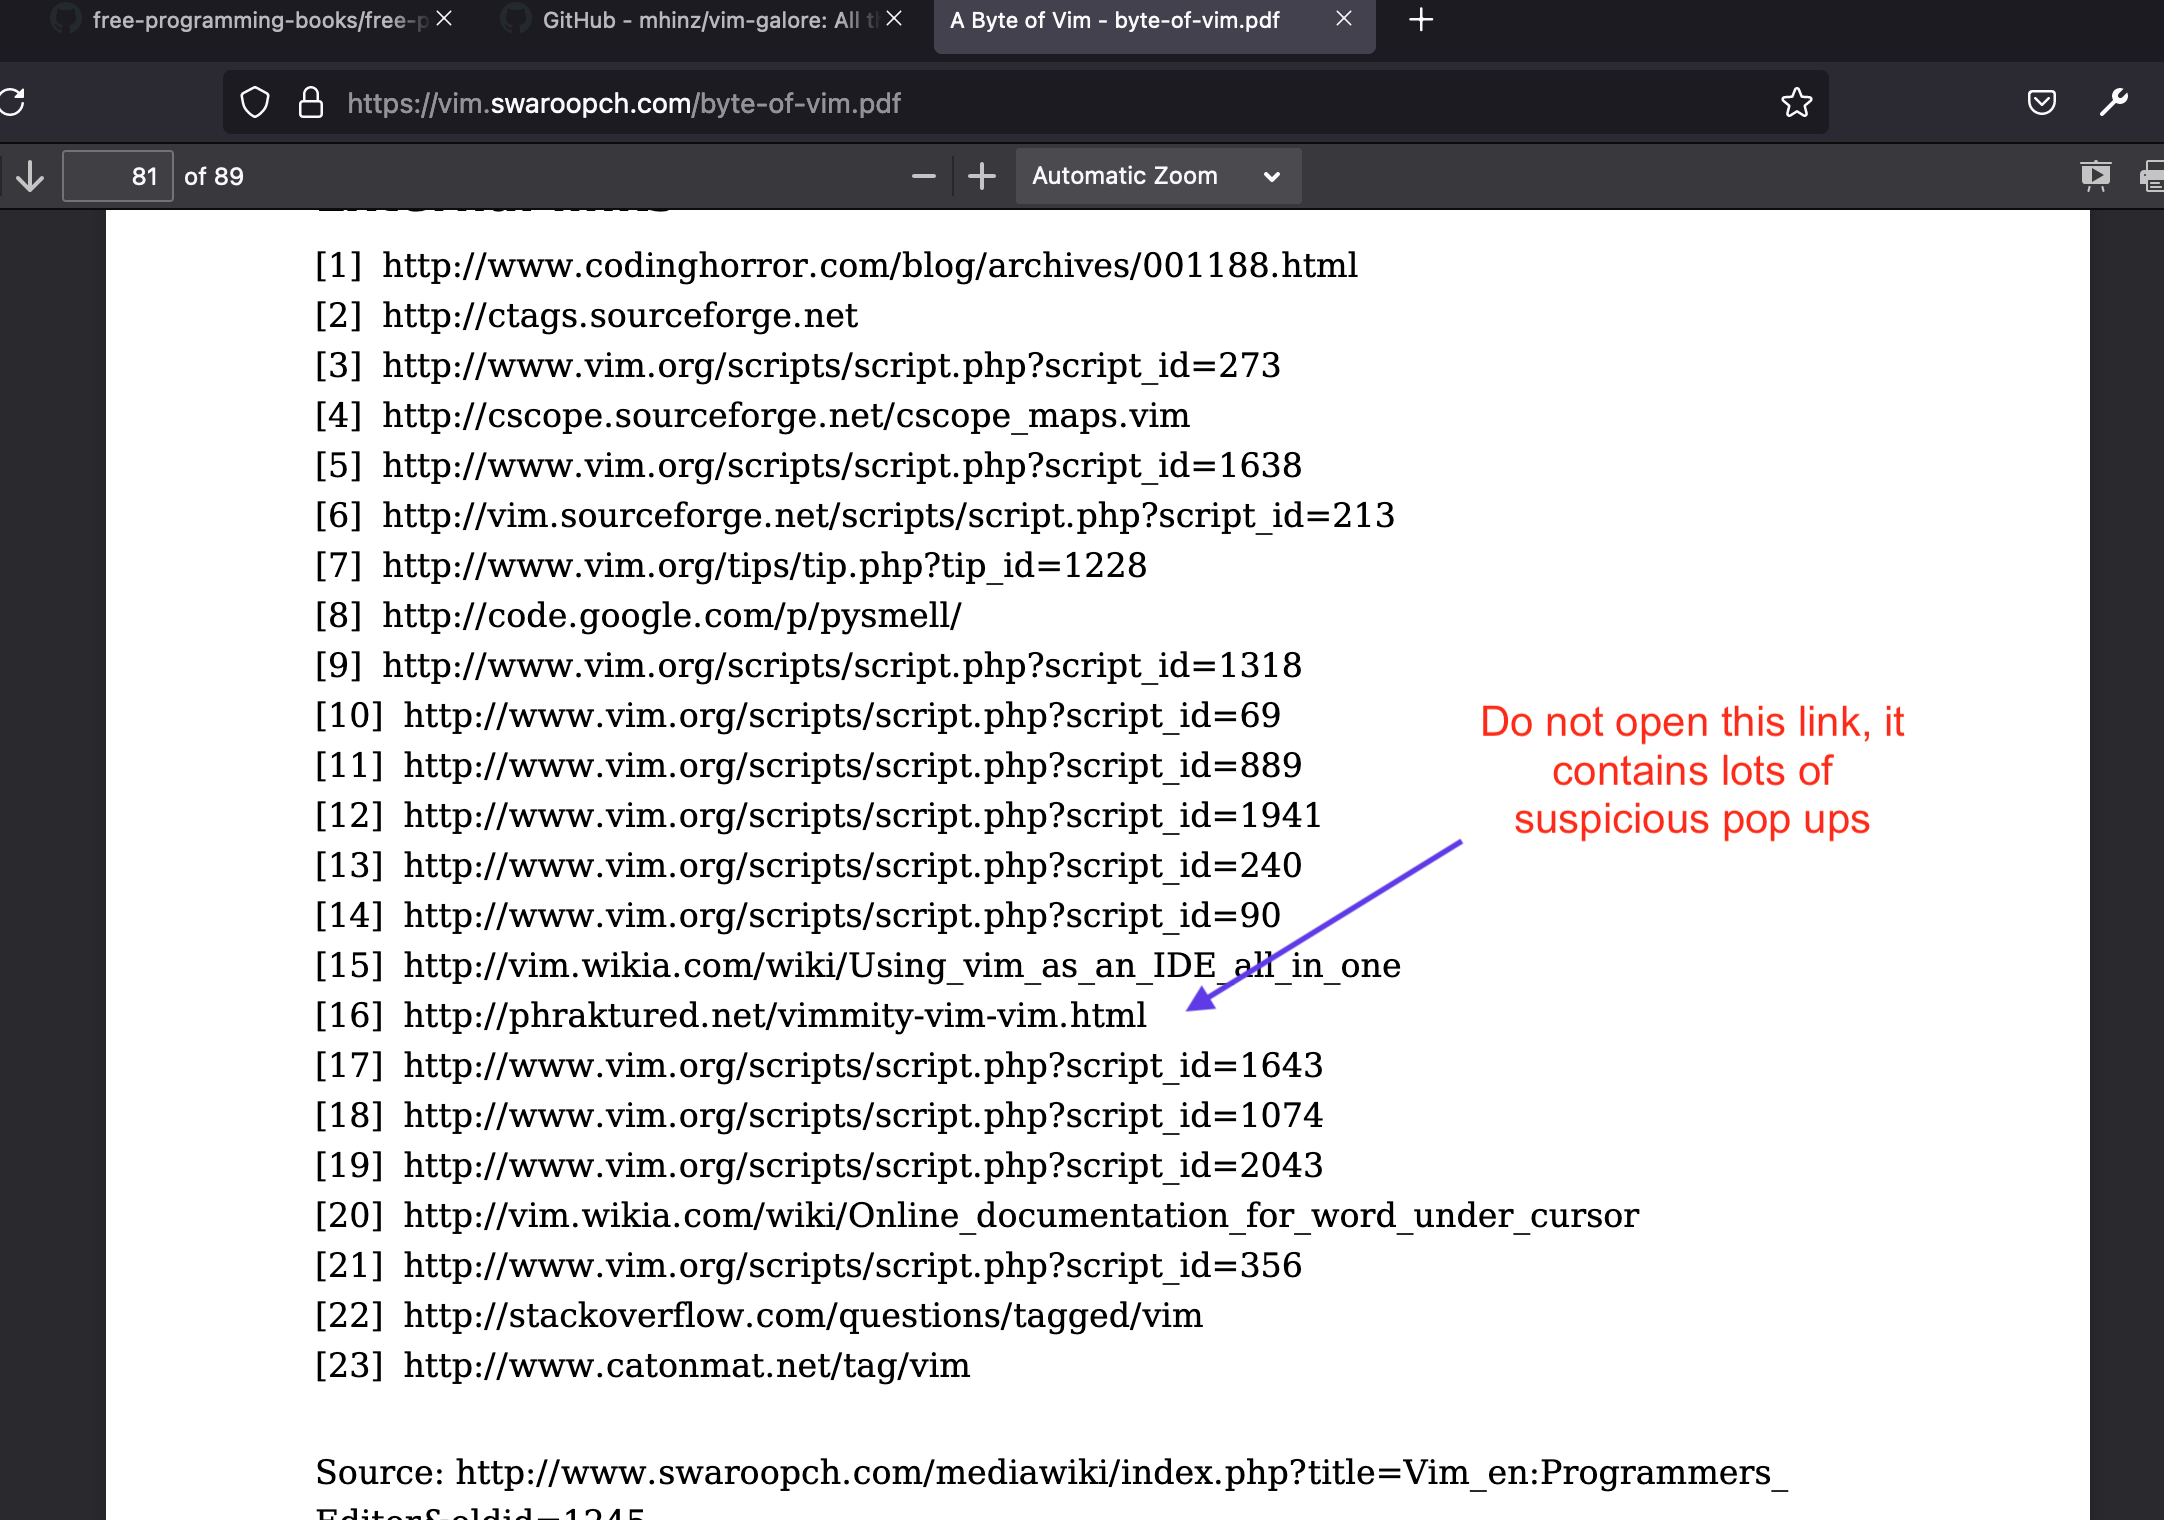 free-programming-books/free-p
GitHub - mhinz/vim-galore: All t
A Byte of Vim - byte-of-vim.pdf
https://vim.swaroopch.com/byte-of-vim.pdf
81 of 89
Automatic Zoom
[1] http://www.codinghorror.com/blog/archives/001188.html
[2] http://ctags.sourceforge.net
[3] http://www.vim.org/scripts/script.php?script_id=273
[4] http://cscope.sourceforge.net/cscope_maps.vim
[5] http://www.vim.org/scripts/script.php?script_id=1638
[6] http://vim.sourceforge.net/scripts/script.php?script_id=213
[7] http://www.vim.org/tips/tip.php?tip_id=1228
[8] http://code.google.com/p/pysmell/
[9] http://www.vim.org/scripts/script.php?script_id=1318
[10] http://www.vim.org/scripts/script.php?script_id=69
[11] http://www.vim.org/scripts/script.php?script_id=889
[12] http://www.vim.org/scripts/script.php?script_id=1941
[13] http://www.vim.org/scripts/script.php?script_id=240
[14] http://www.vim.org/scripts/script.php?script_id=90
[15] http://vim.wikia.com/wiki/Using_vim_as_an_IDE_all_in_one
[16] http://phraktured.net/vimmity-vim-vim.html
[17] http://www.vim.org/scripts/script.php?script_id=1643
[18] http://www.vim.org/scripts/script.php?script_id=1074
[19] http://www.vim.org/scripts/script.php?script_id=2043
[20] http://vim.wikia.com/wiki/Online_documentation_for_word_under_cursor
[21] http://www.vim.org/scripts/script.php?script_id=356
[22] http://stackoverflow.com/questions/tagged/vim
[23] http://www.catonmat.net/tag/vim
Do not open this link, it
contains lots of
suspicious pop ups
Source: http://www.swaroopch.com/mediawiki/index.php?title=Vim_en:Programmers_
Editor&oldid=1245